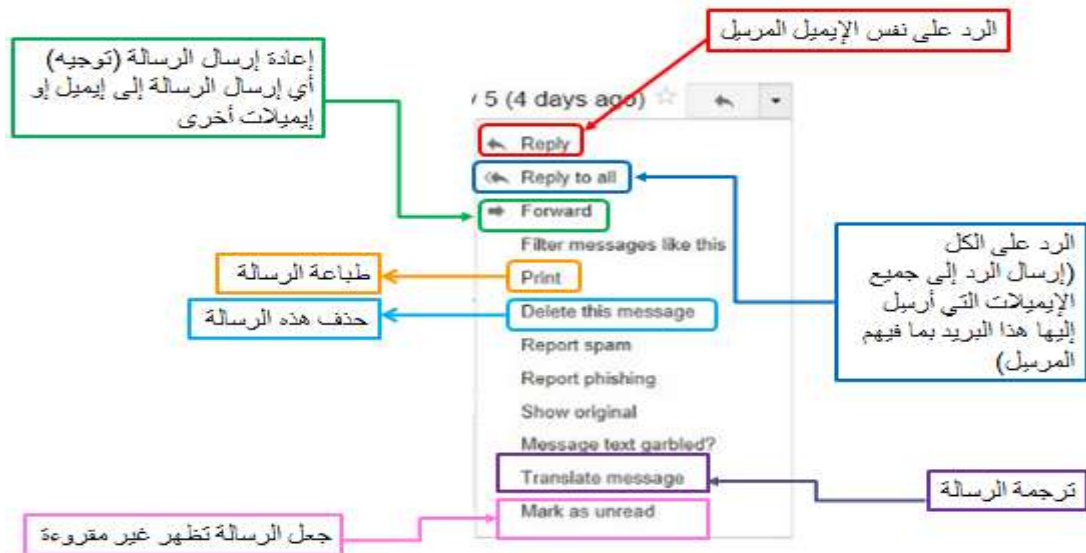 الرد على نفس الإيميل المرسل
إعادة إرسال الرسالة (توجيه)
أي إرسال الرسالة إلى إيميل إو
إيميلات أخرى
5 (4 days ago)
Reply
Reply to all
Forward
Filter messages like this
Print
طباعة الرسالة
Delete this message
حذف هذه الرسالة
الرد على الكل
(إرسال الرد إلى جميع
الإيميلات التي أرسل
إليها هذا البريد بما فيهم
المرسل)
Report spam
Report phishing
Show original
Message text garbled?
Translate message
ترجمة الرسالة
Mark as unread
جعل الرسالة تظهر غير مقروءة